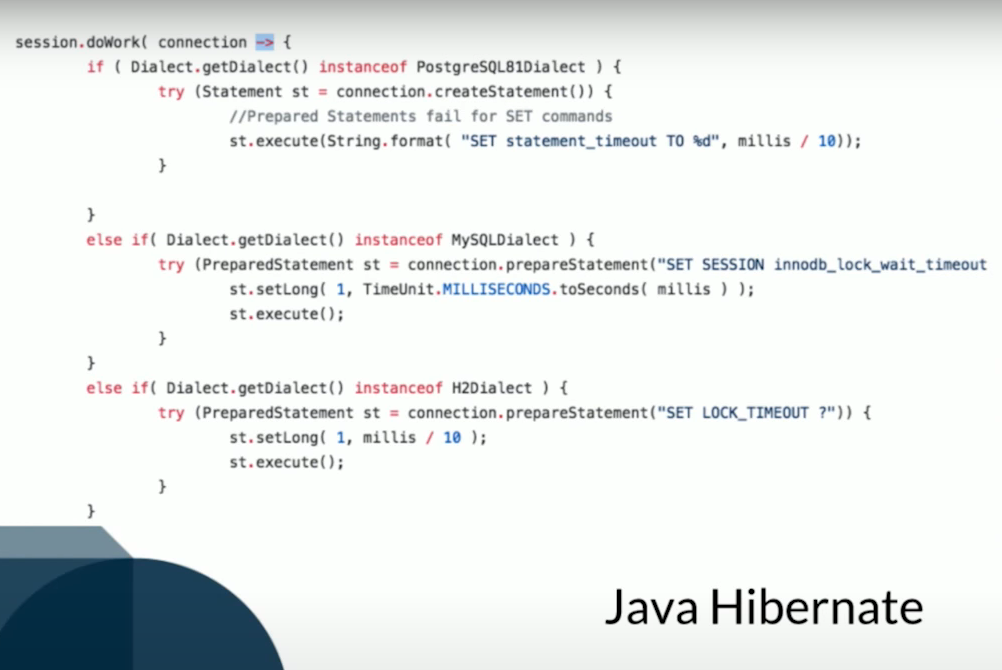 session.doWork( connection -> {
if ( Dialect.getDialect() instanceof PostgreSQL81Dialect ) {
try (Statement st = connection.createStatement()) {
//Prepared Statements fail for SET commands
st.execute(String.format( "SET statement_timeout TO %d", millis / 10));
}
}
else if( Dialect.getDialect() instanceof MySQLDialect ) {
try (PreparedStatement st = connection.prepareStatement("SET SESSION innodb_lock_wait_timeout
st.setLong( 1, TimeUnit.MILLISECONDS.toSeconds( millis ) );
st.execute();
}
}
else if( Dialect.getDialect() instanceof H2Dialect ) {
try (PreparedStatement st = connection.prepareStatement("SET LOCK_TIMEOUT ?")) {
st.setLong( 1, millis / 10 );
st.execute();
}
}
Java Hibernate